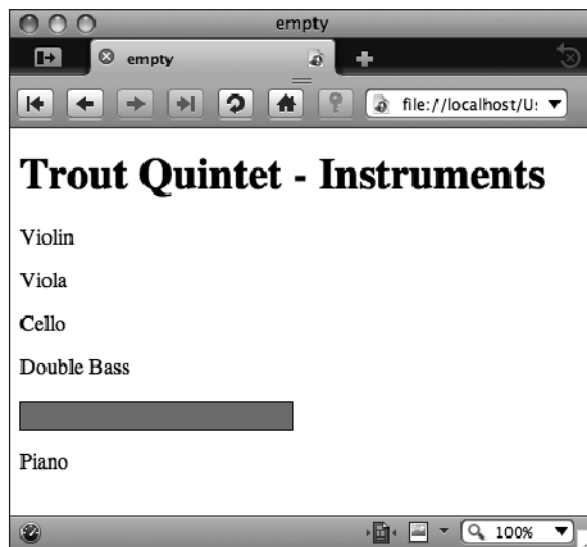 empty
empty
file://localhost/U:
Trout Quintet - Instruments
Violin
Viola
Cello
Double Bass
Piano
100%